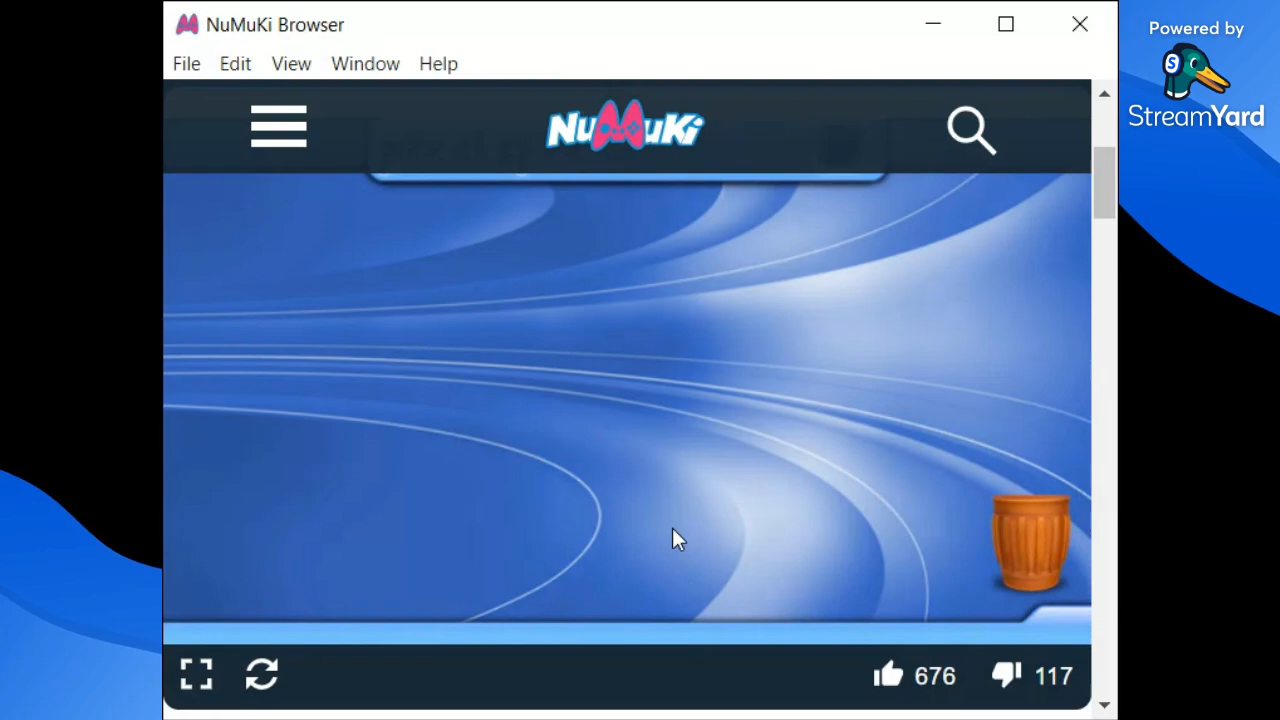 NuMuKi Browser
File Edit View Window Help
NuMuKi
676 117
Powered by
S
StreamYard